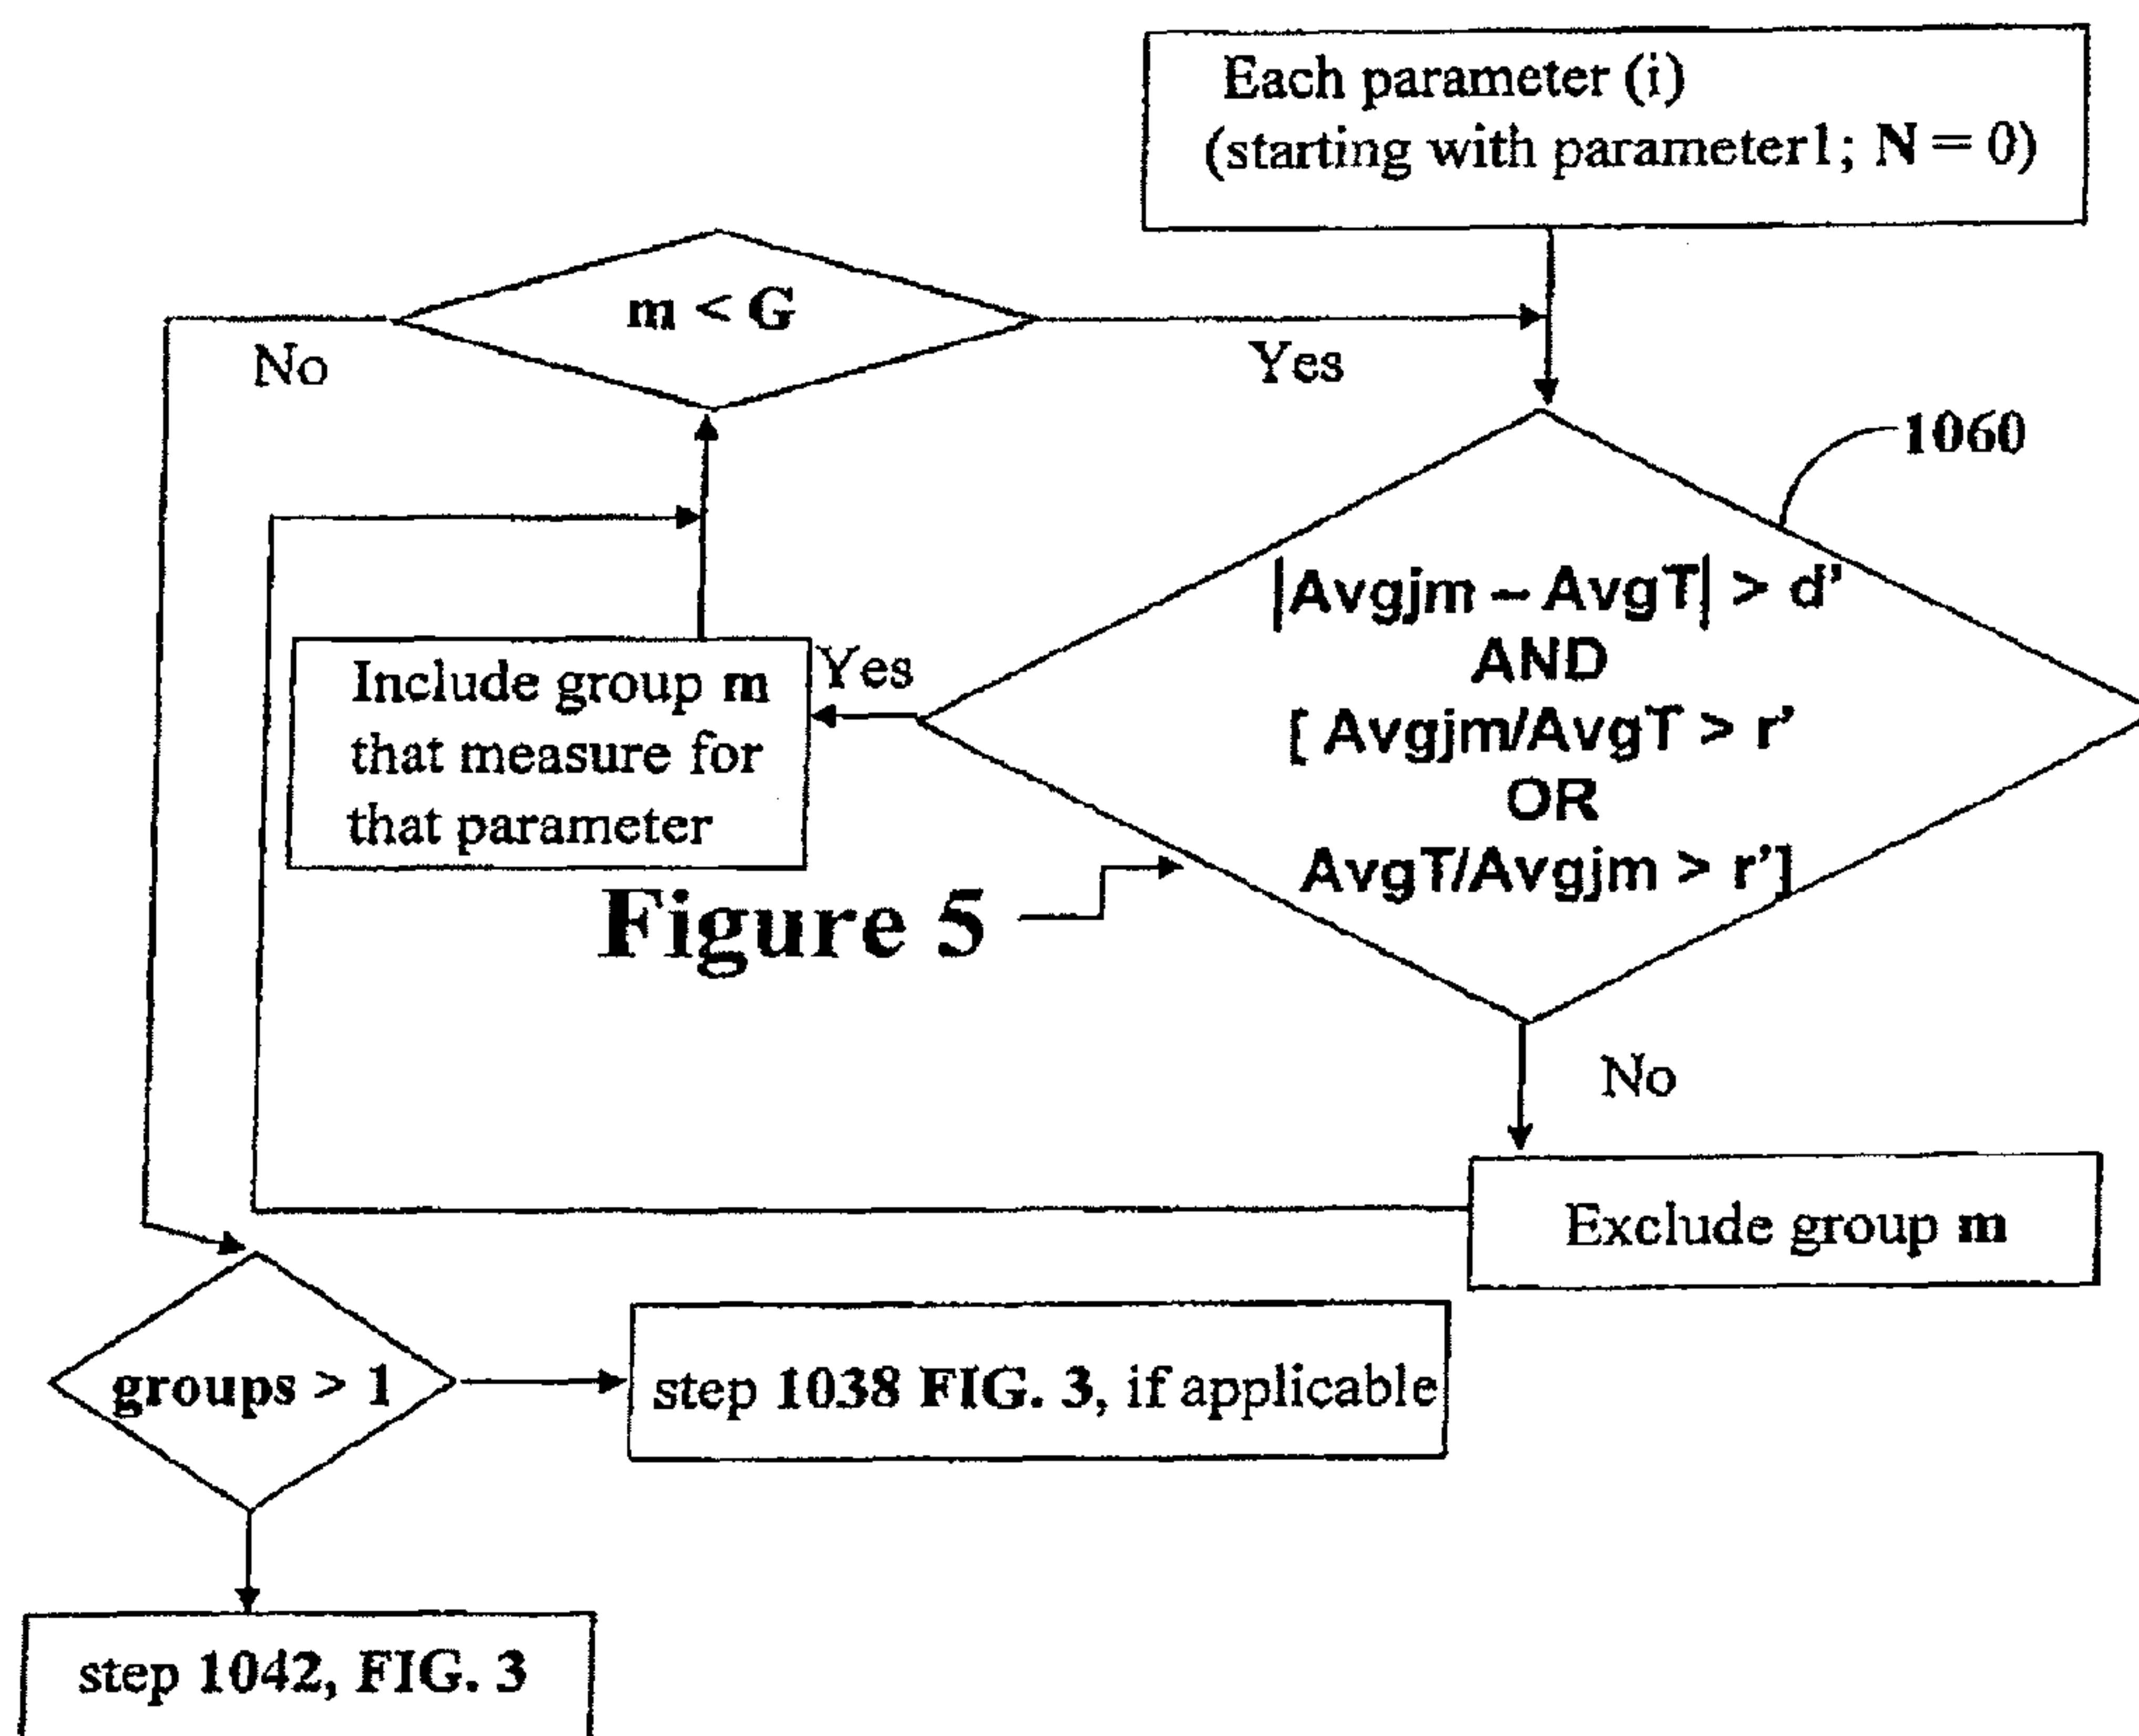 Each parameter (i)
(starting with parameter1; N = 0)
m < G
No
Yes
1060
|Avgjm – AvgT| > d’
AND
[ Avgjm/AvgT > r’
OR
AvgT/Avgjm > r’]
Yes
Include group m
that measure for
that parameter
Figure 5
No
Exclude group m
groups > 1
step 1038 FIG. 3, if applicable
step 1042, FIG. 3